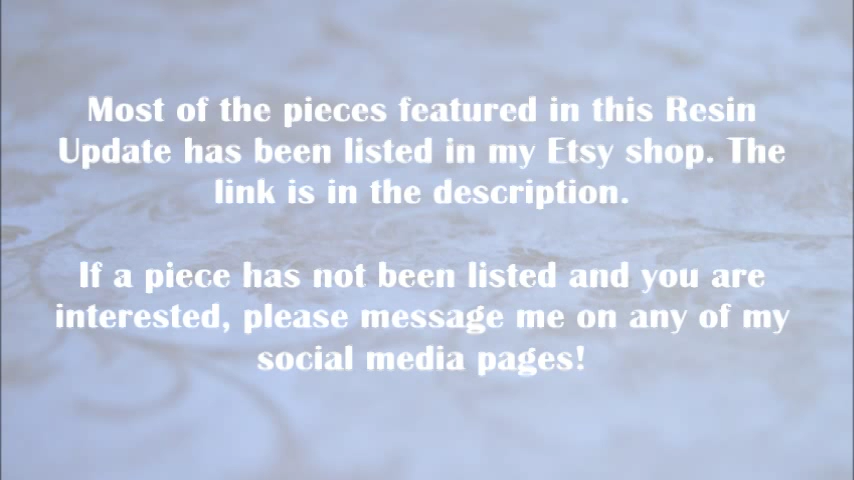 Most of the pieces featured in this Resin
Update has been listed in my Etsy shop. The
link is in the description.
If a piece has not been listed and you are
interested, please message me on any of my
social media pages!